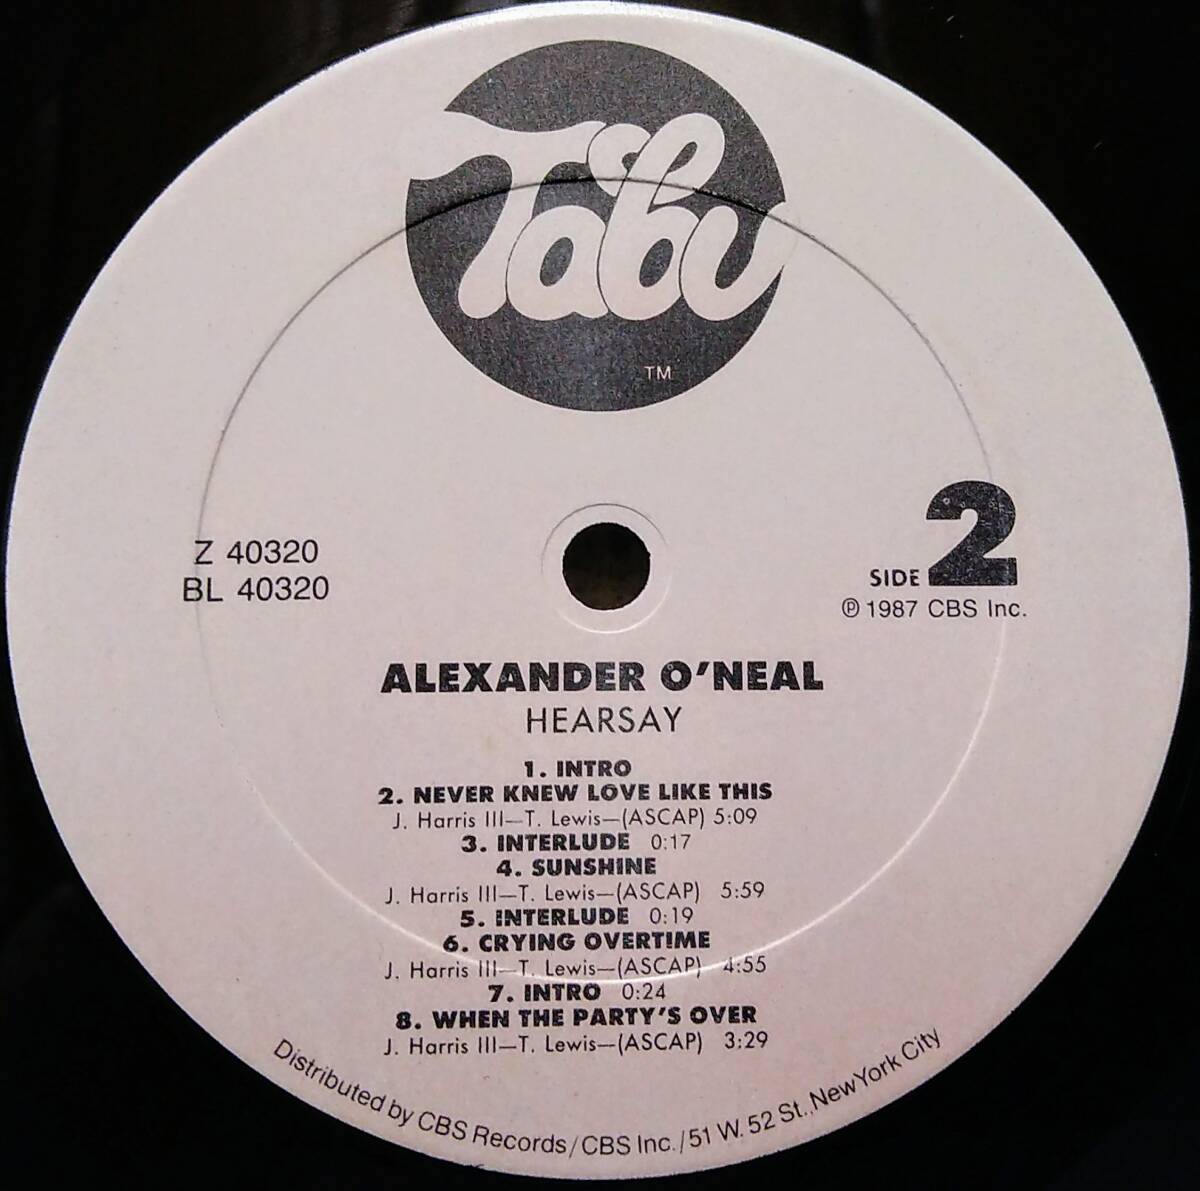 Tabu
TM
Z 40320
BL 40320
SIDE 2
℗ 1987 CBS Inc.
ALEXANDER O'NEAL
HEARSAY
1. INTRO
2. NEVER KNEW LOVE LIKE THIS
J. Harris III—T. Lewis—(ASCAP) 5:09
3. INTERLUDE 0:17
4. SUNSHINE
J. Harris III—T. Lewis—(ASCAP) 5:59
5. INTERLUDE 0:19
6. CRYING OVERTIME
J. Harris III—T. Lewis—(ASCAP) 4:55
7. INTRO 0:24
8. WHEN THE PARTY'S OVER
J. Harris III—T. Lewis—(ASCAP) 3:29
Distributed by CBS Records/CBS Inc./51 W. 52 St., New York City